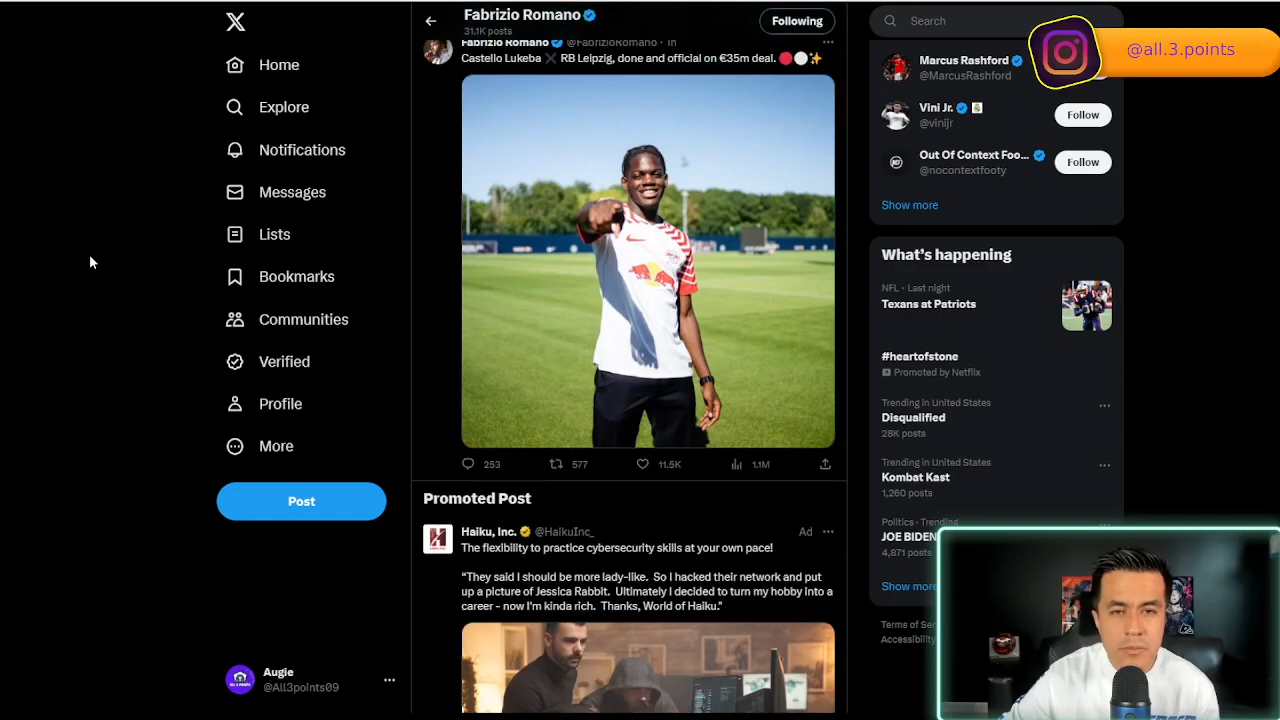 Home
Explore
Notifications
Messages
Lists
Bookmarks
Communities
Verified
Profile
More
Post
Augie
@All3points09
Fabrizio Romano
31.1K posts
Following
Fabrizio Romano @FabrizioRomano · 1h
Castello Lukeba ⚔️ RB Leipzig, done and official on €35m deal. 🔴⚪✨
253 577 11.5K 1.1M
Promoted Post
Haiku, Inc. @HaikuInc_ Ad
The flexibility to practice cybersecurity skills at your own pace!
“They said I should be more lady-like. So I hacked their network and put
up a picture of Jessica Rabbit. Ultimately I decided to turn my hobby into a
career - now I'm kinda rich. Thanks, World of Haiku.”
Search
@all.3.points
Marcus Rashford
@MarcusRashford
Vini Jr.
@vinijr
Follow
Out Of Context Foo...
@nocontextfooty
Follow
Show more
What's happening
NFL · Last night
Texans at Patriots
#heartofstone
Promoted by Netflix
Trending in United States
Disqualified
28K posts
Trending in United States
Kombat Kast
1,260 posts
Politics · Trending
JOE BIDEN
4,871 posts
Show more
Terms of
Accessibility